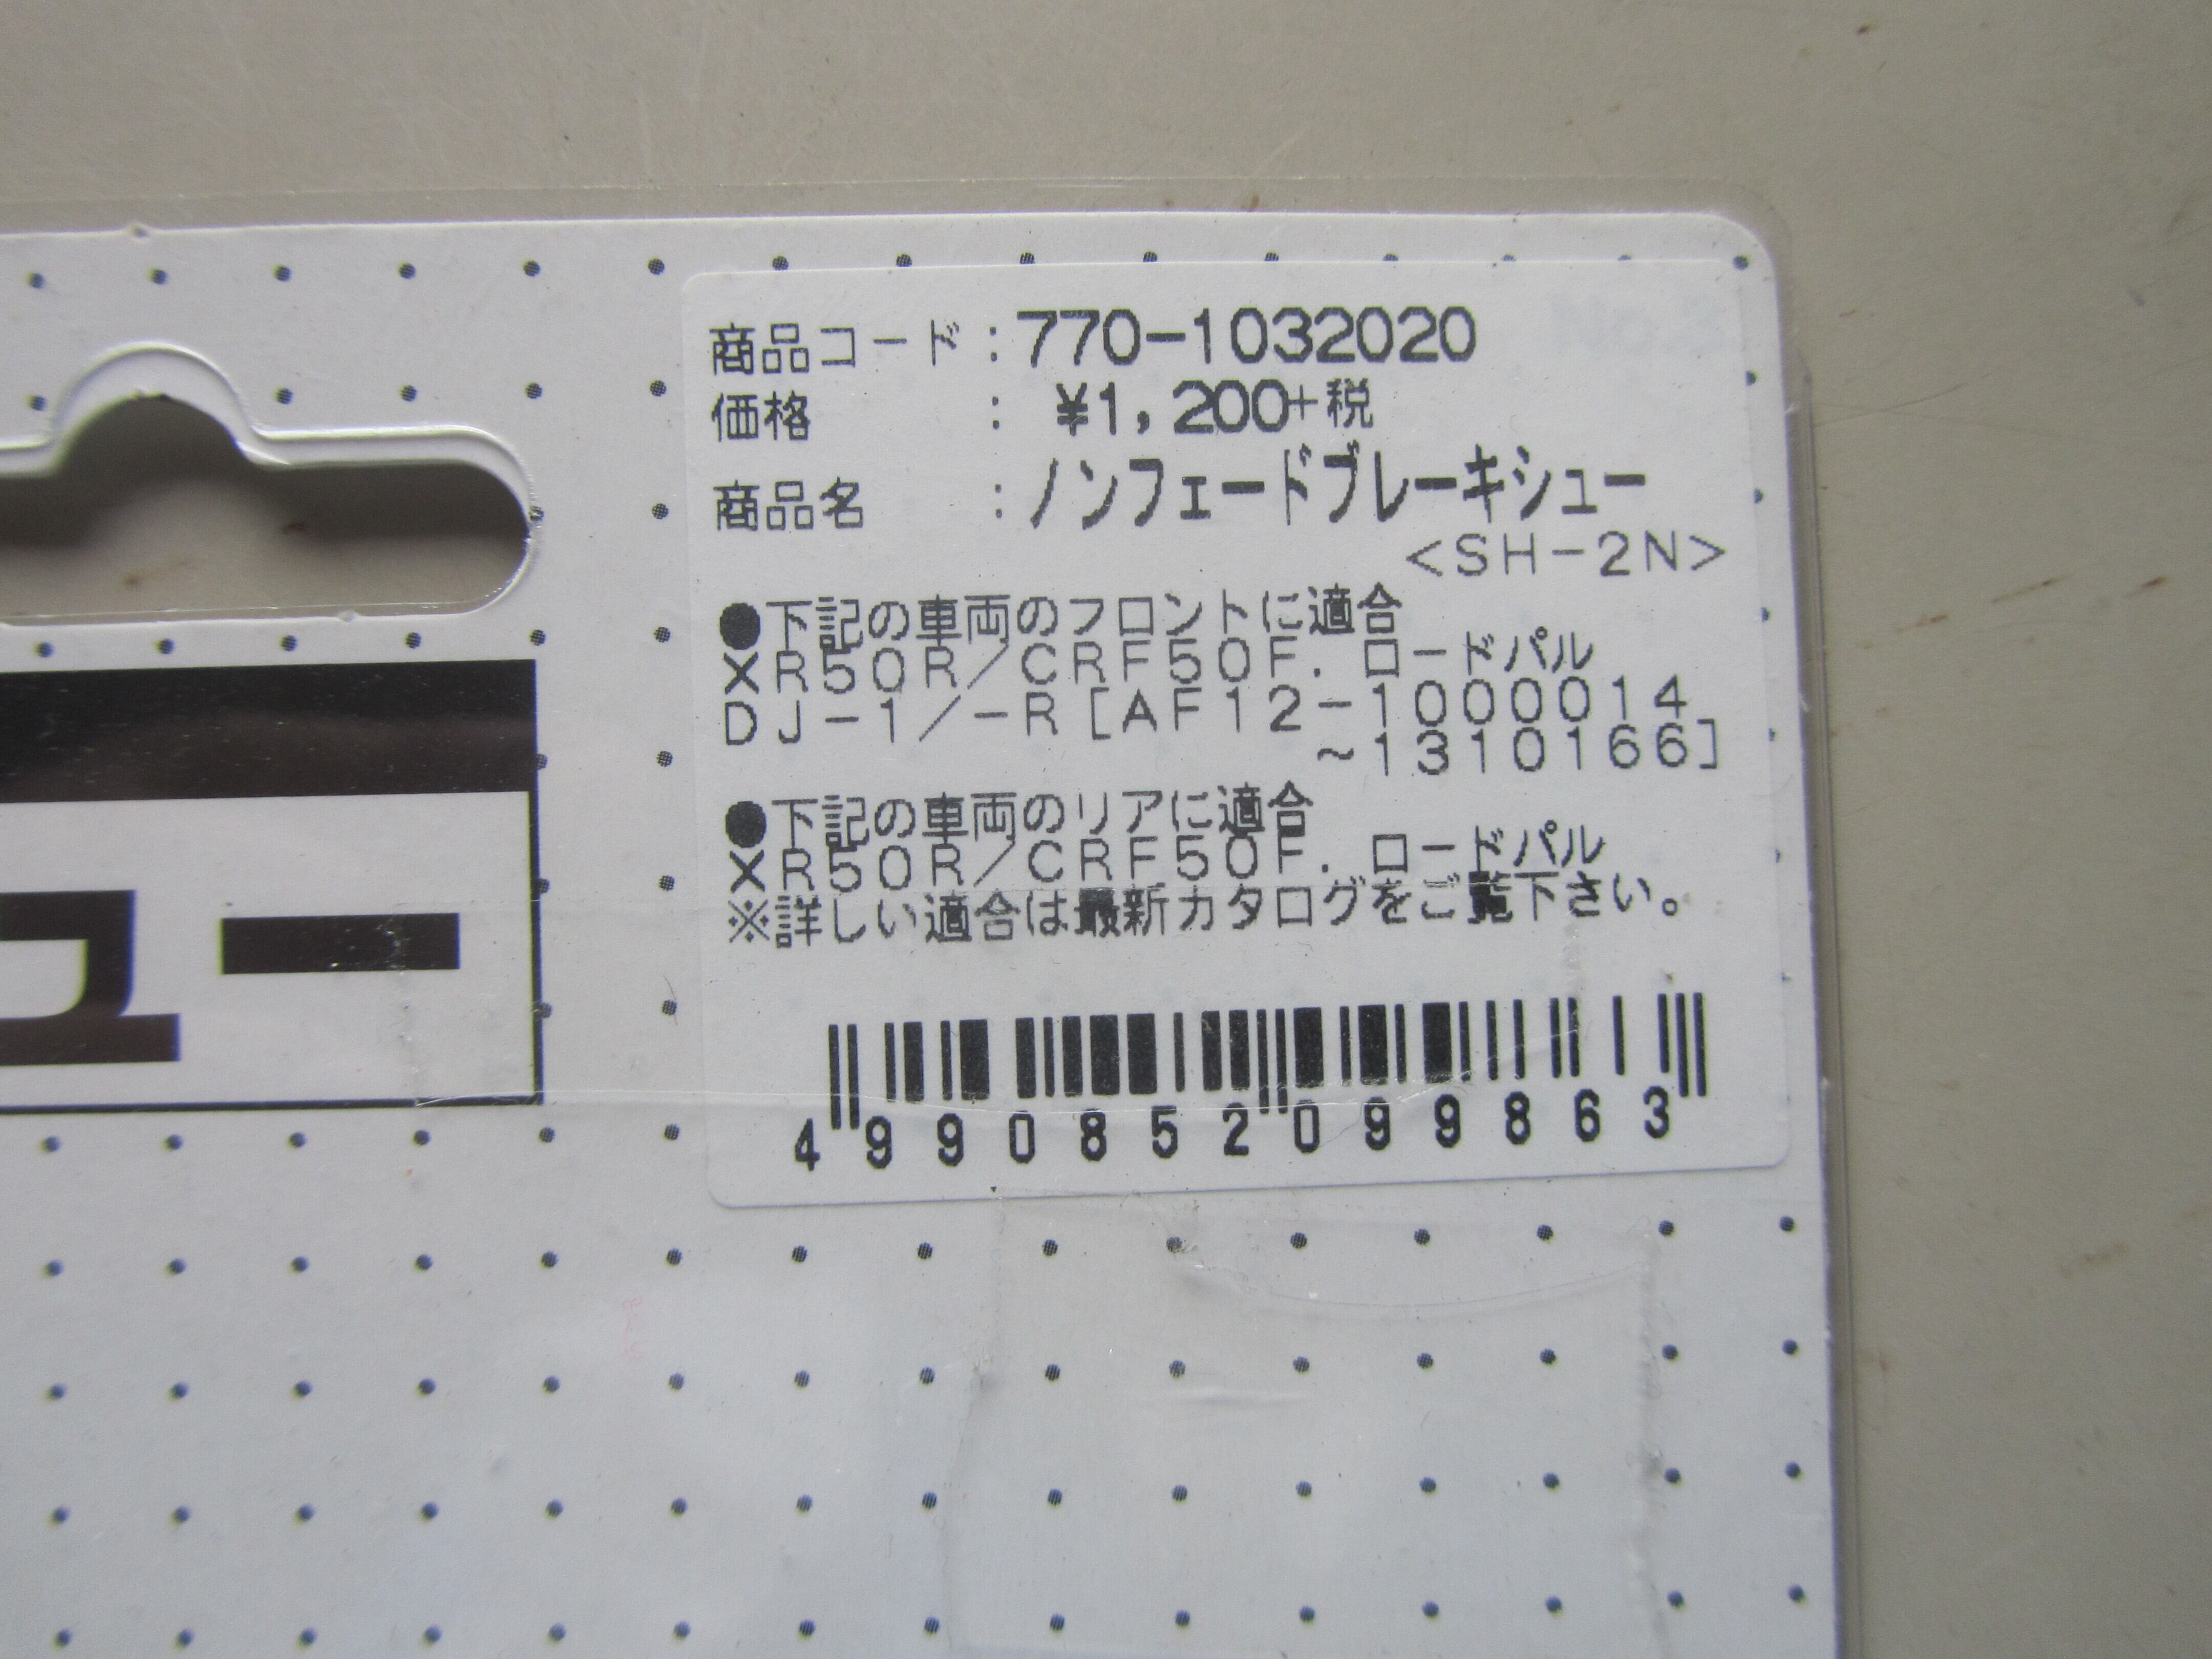 商品コード：770-1032020
価格　　　： ¥1,200+税
商品名　　：ノンフェードブレーキシュー
<SH-2N>
●下記の車両のフロントに適合
XR50R/CRF50F．ロードパル
DJ-1/-R[AF12-1000014
~1310166]
●下記の車両のリアに適合
XR50R/CRF50F．ロードパル
※詳しい適合は最新カタログをご覧下さい。
4990852099863
ュー